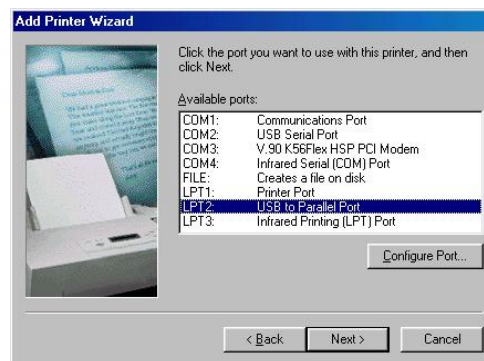 Add Printer Wizard
Click the port you want to use with this printer, and then
click Next.
Available ports:
COM1: Communications Port
COM2: USB Serial Port
COM3: V.90 K56Flex HSP PCI Modem
COM4: Infrared Serial (COM) Port
FILE: Creates a file on disk
LPT1: Printer Port
LPT2: USB to Parallel Port
LPT3: Infrared Printing (LPT) Port
Configure Port...
< Back Next > Cancel